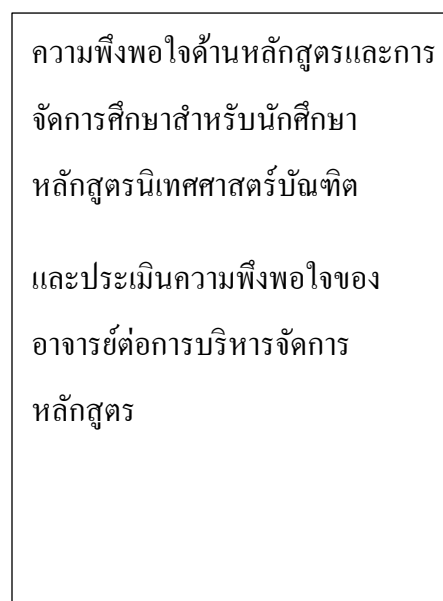 ความพึงพอใจด้านหลักสูตรและการ
จัดการศึกษาสำหรับนักศึกษา
หลักสูตรนิเทศศาสตร์บัณฑิต
และประเมินความพึงพอใจของ
อาจารย์ต่อการบริหารจัดการ
หลักสูตร